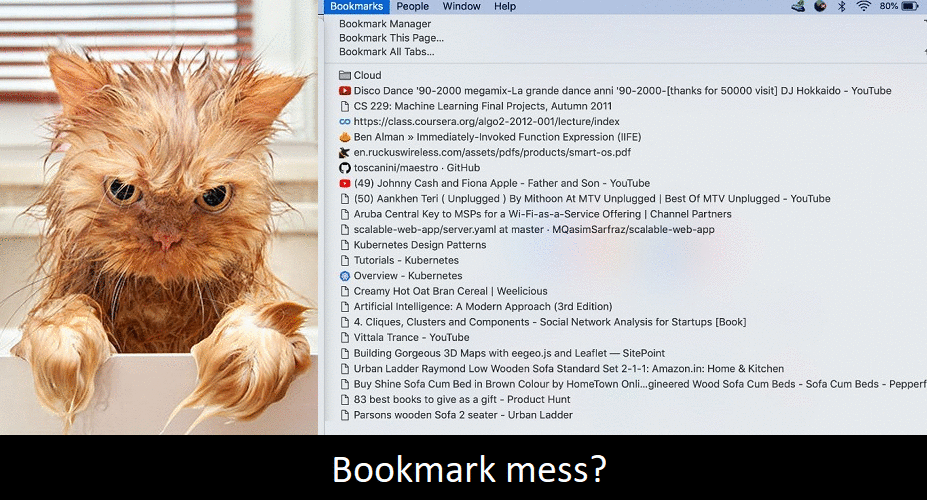 Bookmarks People Window Help 80%
Bookmark Manager
Bookmark This Page...
Bookmark All Tabs...
Cloud
Disco Dance '90-2000 megamix-La grande dance anni '90-2000-[thanks for 50000 visit] DJ Hokkaido - YouTube
CS 229: Machine Learning Final Projects, Autumn 2011
https://class.coursera.org/algo2-2012-001/lecture/index
Ben Alman » Immediately-Invoked Function Expression (IIFE)
en.ruckuswireless.com/assets/pdfs/products/smart-os.pdf
toscanini/maestro · GitHub
(49) Johnny Cash and Fiona Apple - Father and Son - YouTube
(50) Aankhen Teri ( Unplugged ) By Mithoon At MTV Unplugged | Best Of MTV Unplugged - YouTube
Aruba Central Key to MSPs for a Wi-Fi-as-a-Service Offering | Channel Partners
scalable-web-app/server.yaml at master · MQasimSarfraz/scalable-web-app
Kubernetes Design Patterns
Tutorials - Kubernetes
Overview - Kubernetes
Creamy Hot Oat Bran Cereal | Weelicious
Artificial Intelligence: A Modern Approach (3rd Edition)
4. Cliques, Clusters and Components - Social Network Analysis for Startups [Book]
Vittala Trance - YouTube
Building Gorgeous 3D Maps with eegeo.js and Leaflet — SitePoint
Urban Ladder Raymond Low Wooden Sofa Standard Set 2-1-1: Amazon.in: Home & Kitchen
Buy Shine Sofa Cum Bed in Brown Colour by HomeTown Onli...gineered Wood Sofa Cum Beds - Sofa Cum Beds - Pepperf
83 best books to give as a gift - Product Hunt
Parsons wooden Sofa 2 seater - Urban Ladder
Bookmark mess?